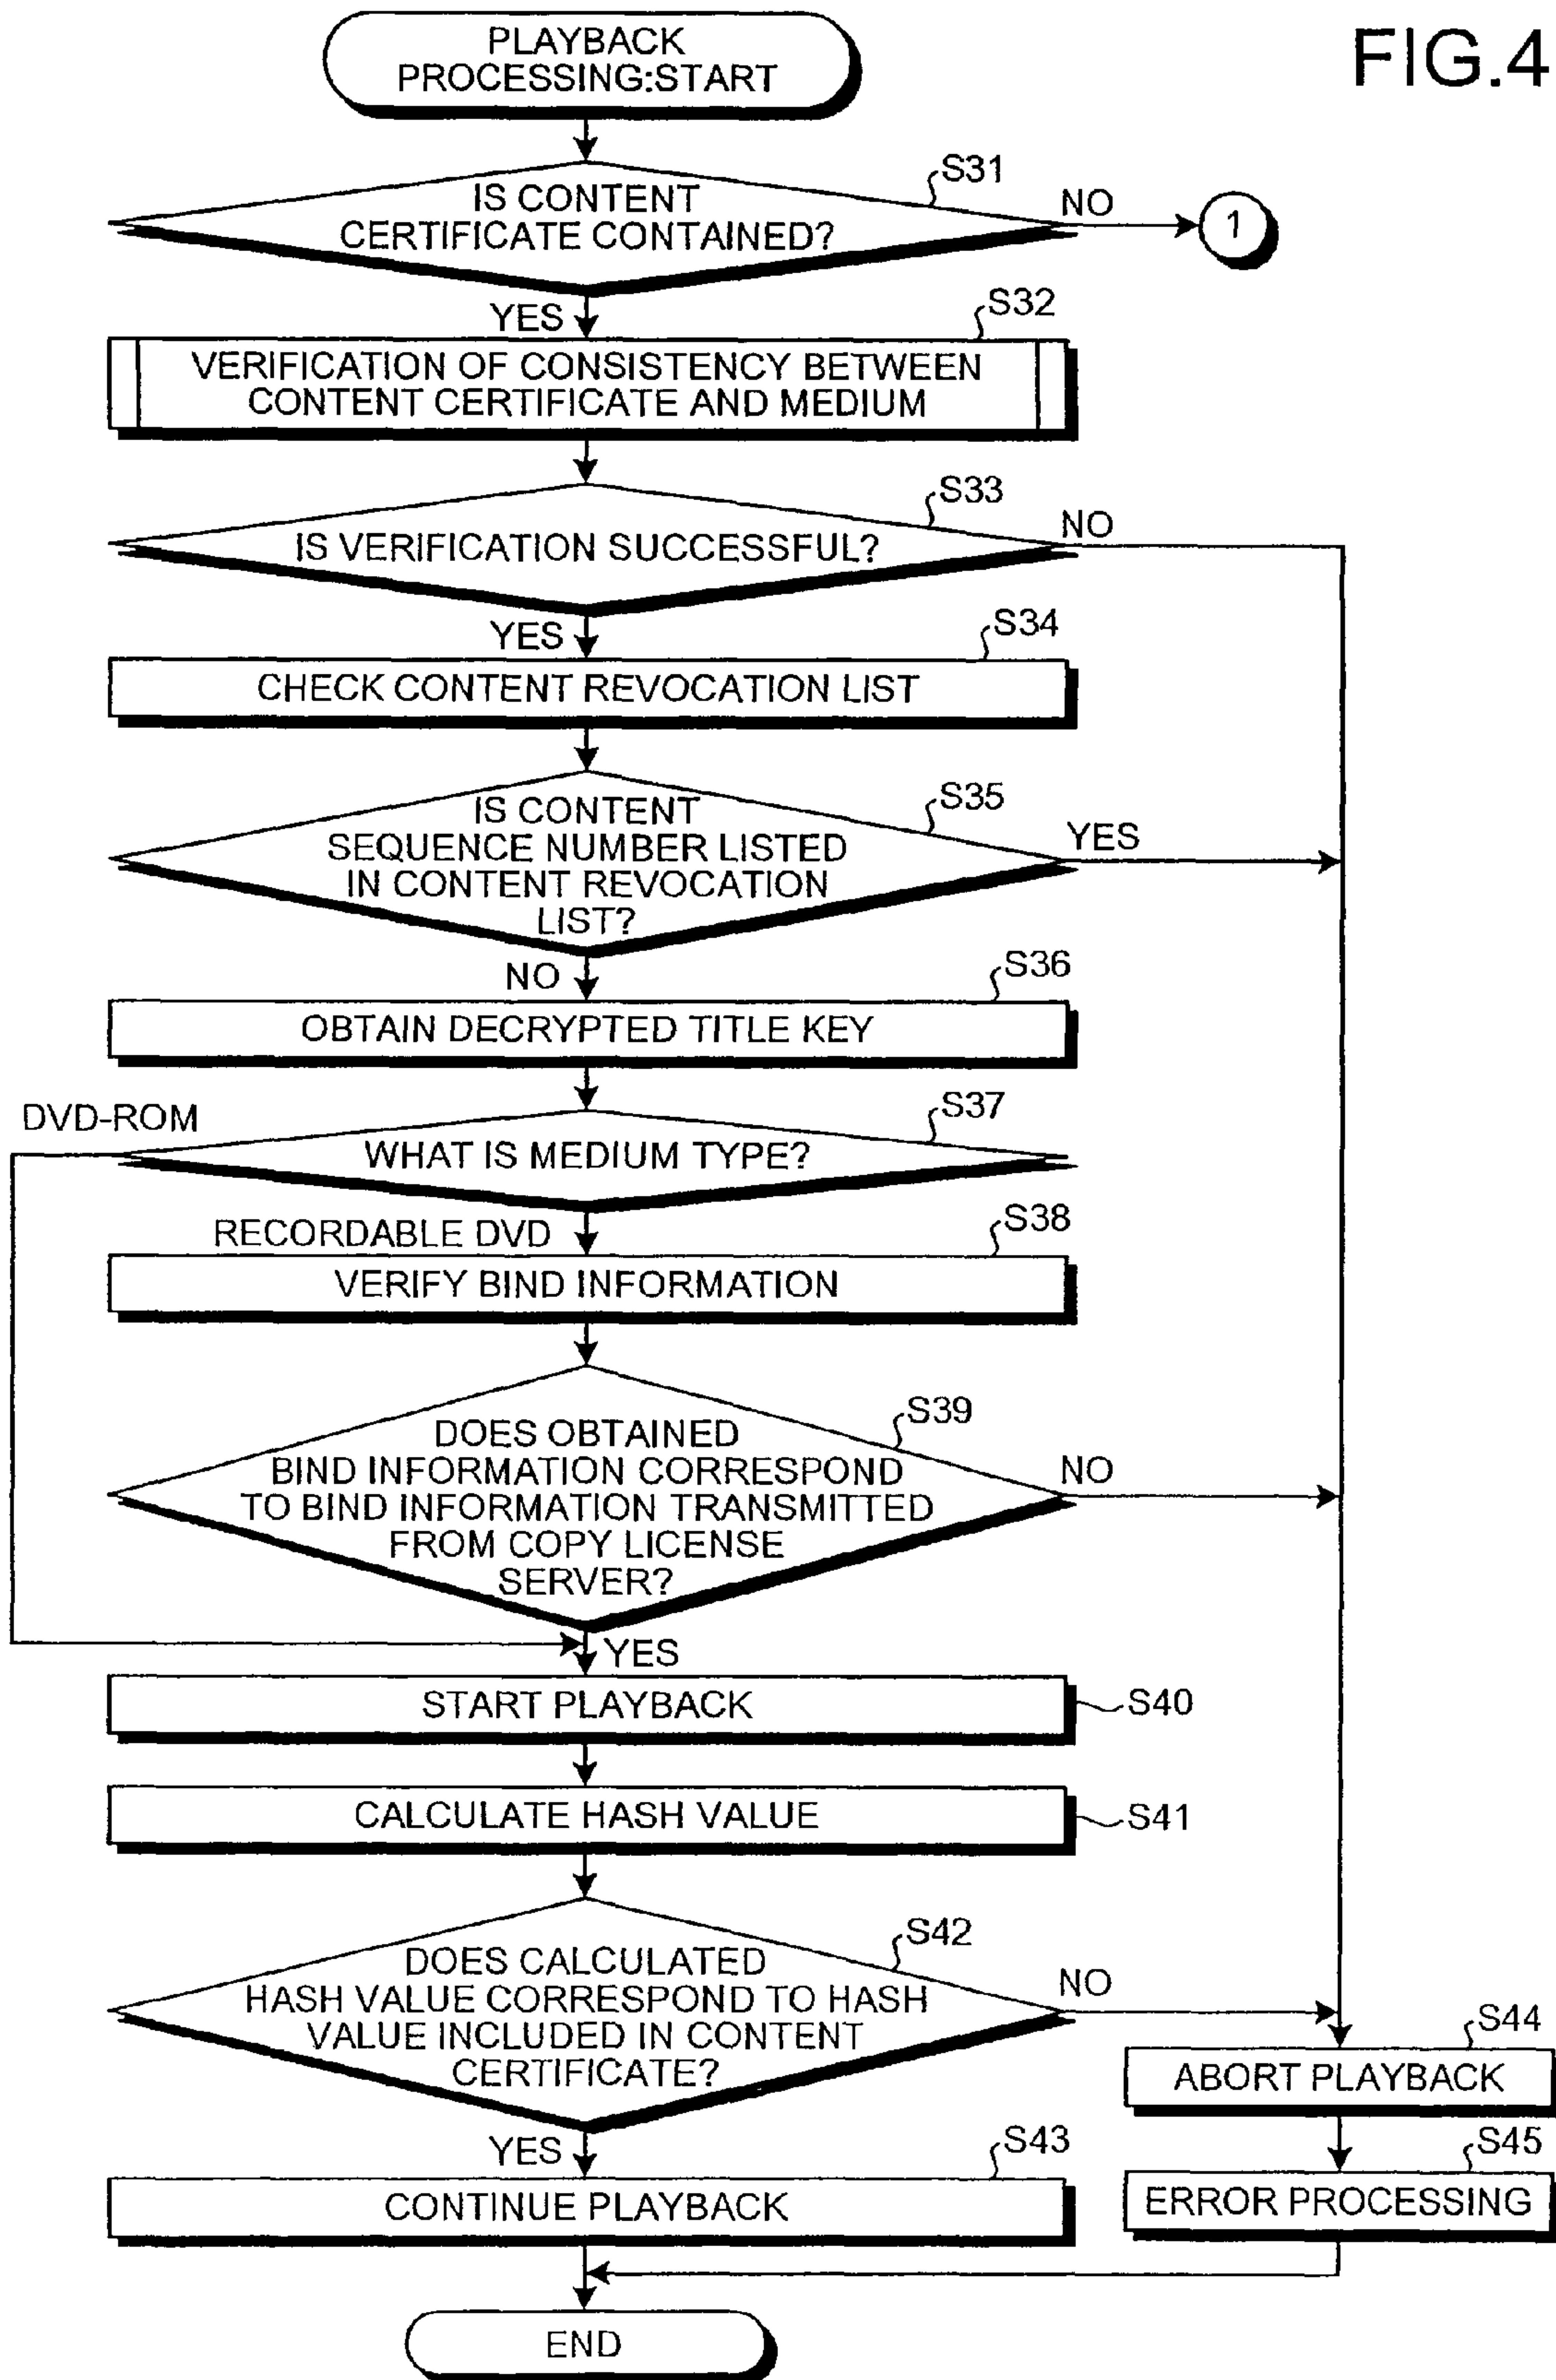 FIG.4
PLAYBACK
PROCESSING:START
S31
IS CONTENT
CERTIFICATE CONTAINED?
NO
1
YES
S32
VERIFICATION OF CONSISTENCY BETWEEN
CONTENT CERTIFICATE AND MEDIUM
S33
IS VERIFICATION SUCCESSFUL?
NO
YES
S34
CHECK CONTENT REVOCATION LIST
S35
IS CONTENT
SEQUENCE NUMBER LISTED
IN CONTENT REVOCATION
LIST?
YES
NO
S36
OBTAIN DECRYPTED TITLE KEY
DVD-ROM
S37
WHAT IS MEDIUM TYPE?
RECORDABLE DVD
S38
VERIFY BIND INFORMATION
S39
DOES OBTAINED
BIND INFORMATION CORRESPOND
TO BIND INFORMATION TRANSMITTED
FROM COPY LICENSE
SERVER?
NO
YES
START PLAYBACK
S40
CALCULATE HASH VALUE
S41
S42
DOES CALCULATED
HASH VALUE CORRESPOND TO HASH
VALUE INCLUDED IN CONTENT
CERTIFICATE?
NO
S44
ABORT PLAYBACK
YES
S43
CONTINUE PLAYBACK
S45
ERROR PROCESSING
END